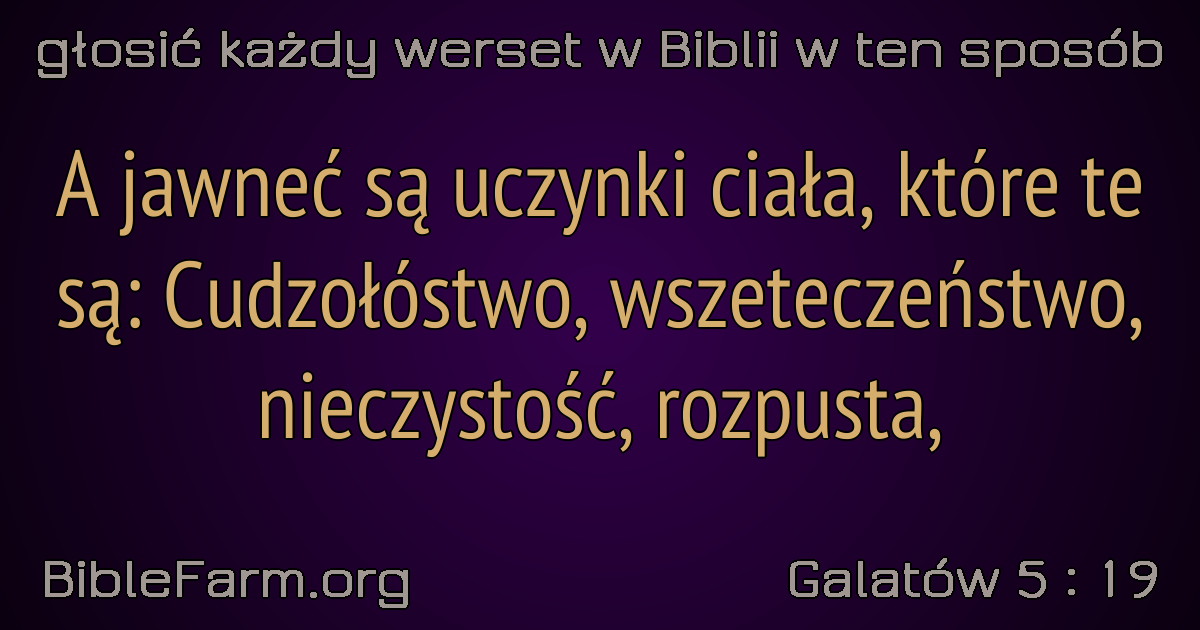 głosić każdy werset w Biblii w ten sposób
A jawneć są uczynki ciała, które te
są: Cudzołóstwo, wszeteczeństwo,
nieczystość, rozpusta,
BibleFarm.org
Galatów 5 : 19